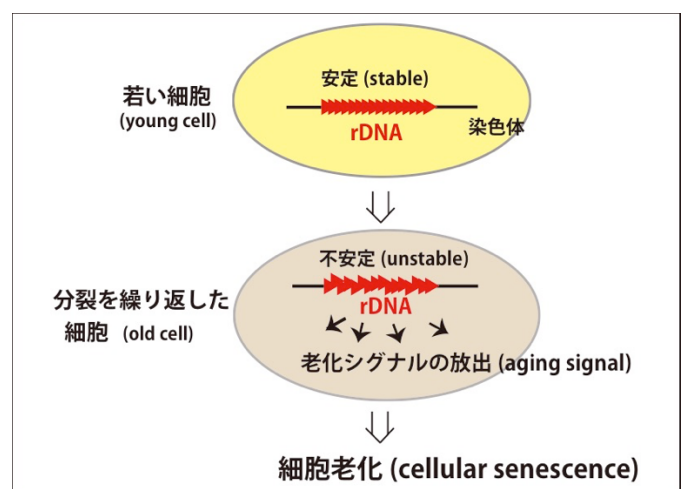 安定 (stable)
若い細胞
(young cell)
rDNA
染色体
不安定 (unstable)
rDNA
分裂を繰り返した
細胞 (old cell)
老化シグナルの放出 (aging signal)
細胞老化 (cellular senescence)